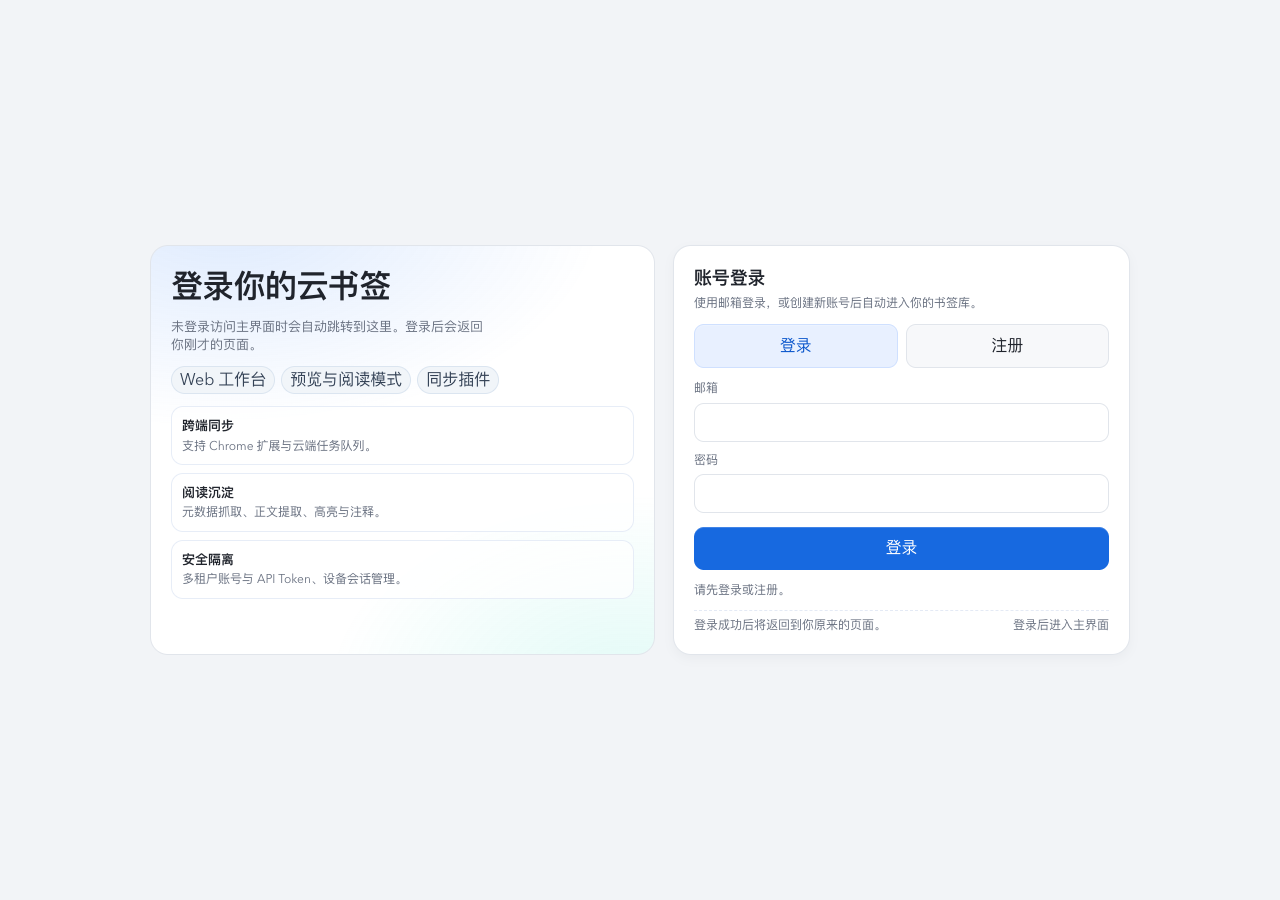 登录你的云书签
未登录访问主界面时会自动跳转到这里。登录后会返回
你刚才的页面。
Web 工作台
预览与阅读模式
同步插件
跨端同步
支持 Chrome 扩展与云端任务队列。
阅读沉淀
元数据抓取、正文提取、高亮与注释。
安全隔离
多租户账号与 API Token、设备会话管理。
账号登录
使用邮箱登录，或创建新账号后自动进入你的书签库。
登录
注册
邮箱
密码
登录
请先登录或注册。
登录成功后将返回到你原来的页面。
登录后进入主界面